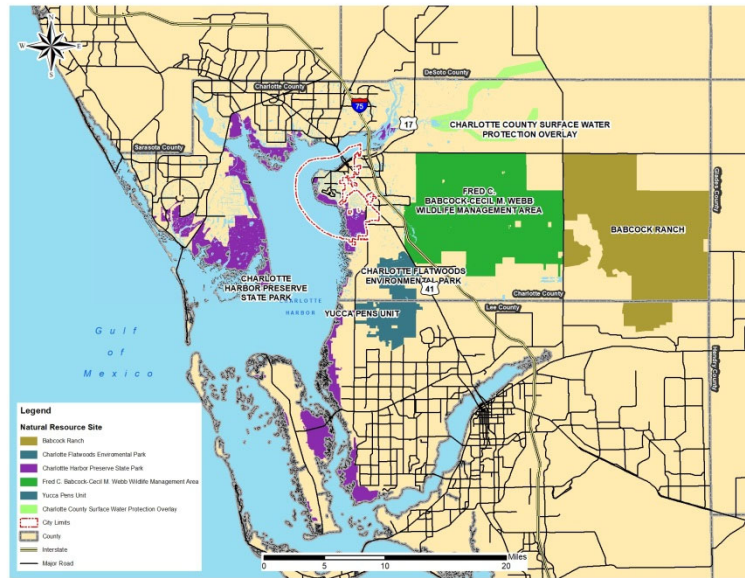 N
W
E
S
DeSoto County
Charlotte County
75
17
CHARLOTTE COUNTY SURFACE WATER
PROTECTION OVERLAY
Sarasota County
Glades County
FRED C.
BABCOCK-CECIL M. WEBB
WILDLIFE MANAGEMENT AREA
BABCOCK RANCH
CHARLOTTE
HARBOR PRESERVE
STATE PARK
CHARLOTTE FLATWOODS
ENVIRONMENTAL PARK
41
CHARLOTTE
HARBOR
Charlotte County
Lee County
YUCCA PENS UNIT
Gulf
of
Mexico
Hendry County
Legend
Natural Resource Site
Babcock Ranch
Charlotte Flatwoods Enviromental Park
Charlotte Harbor Preserve State Park
Fred C. Babcock-Cecil M. Webb Wildlife Management Area
Yucca Pens Unit
Charlotte County Surface Water Protection Overlay
City Limits
County
Interstate
Major Road
Miles
0
5
10
20